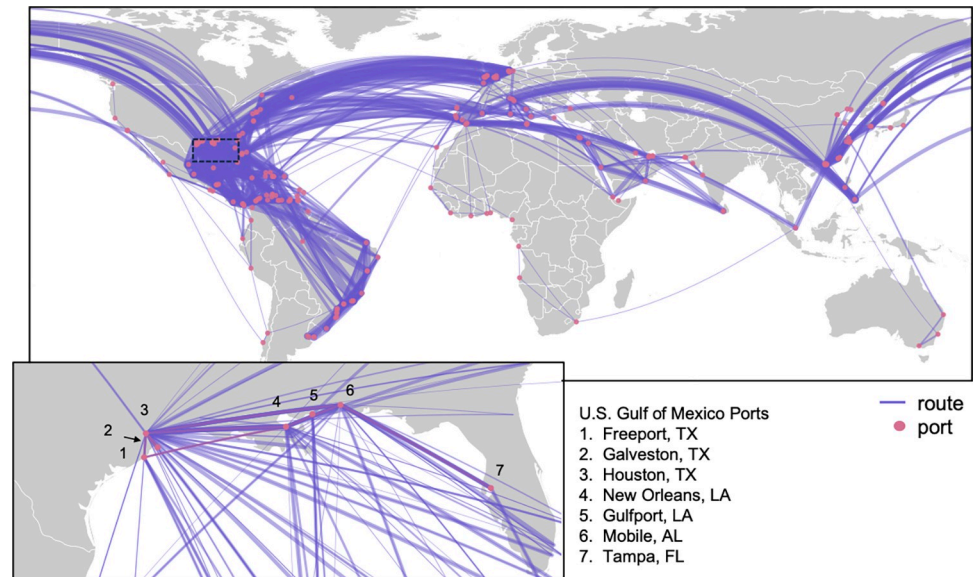 3
2
1
4
5
6
7
U.S. Gulf of Mexico Ports
1. Freeport, TX
2. Galveston, TX
3. Houston, TX
4. New Orleans, LA
5. Gulfport, LA
6. Mobile, AL
7. Tampa, FL
route
port